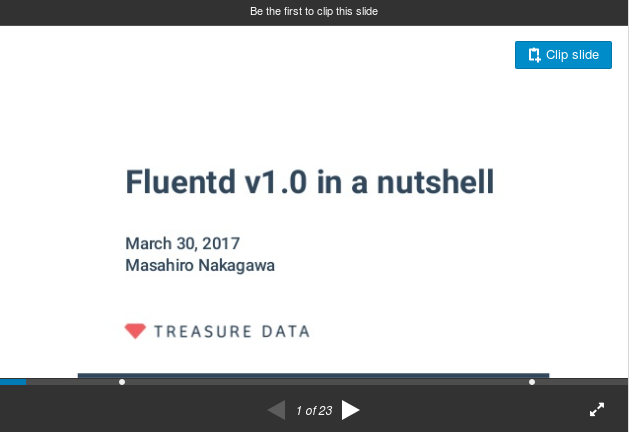 Be the first to clip this slide
Clip slide
Fluentd v1.0 in a nutshell
March 30, 2017
Masahiro Nakagawa
TREASURE DATA
1 of 23